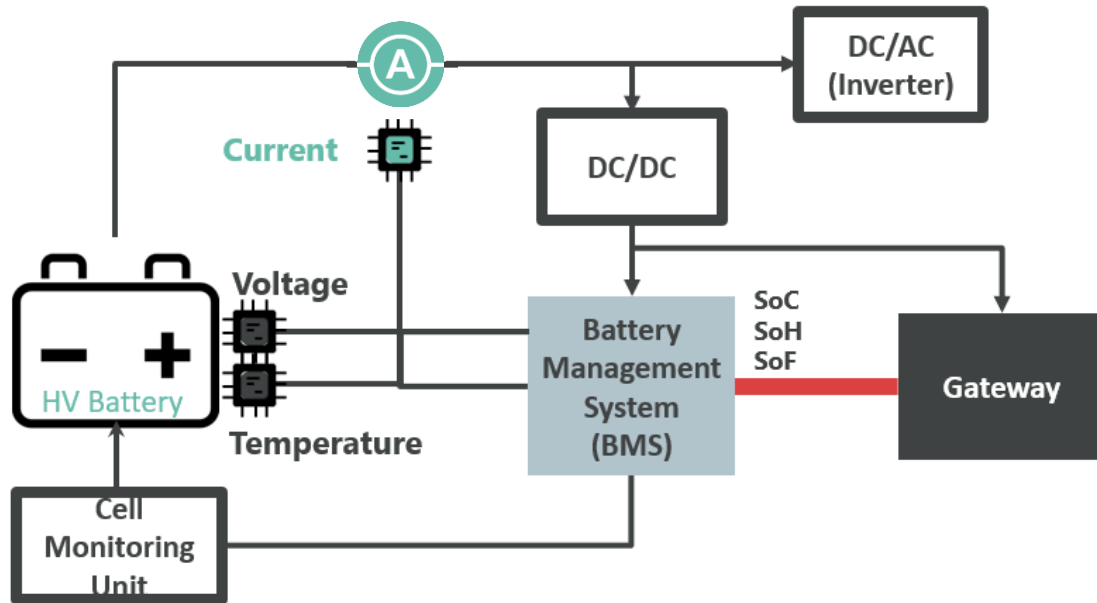 A
DC/AC
(Inverter)
Current
DC/DC
Voltage
HV Battery
Temperature
Battery
Management
System
(BMS)
SoC
SoH
SoF
Gateway
Cell
Monitoring
Unit